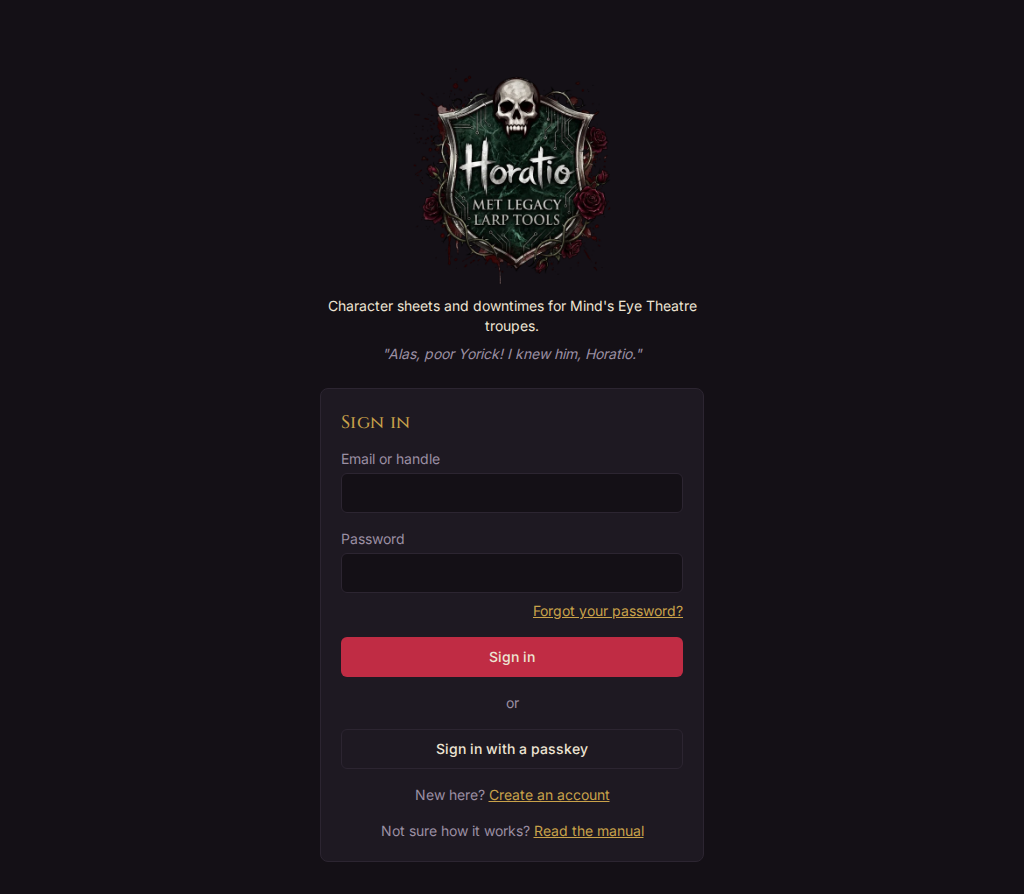 Horatio
MET LEGACY
LARP TOOLS
Character sheets and downtimes for Mind's Eye Theatre
troupes.
"Alas, poor Yorick! I knew him, Horatio."
Sign in
Email or handle
Password
Forgot your password?
Sign in
or
Sign in with a passkey
New here? Create an account
Not sure how it works? Read the manual